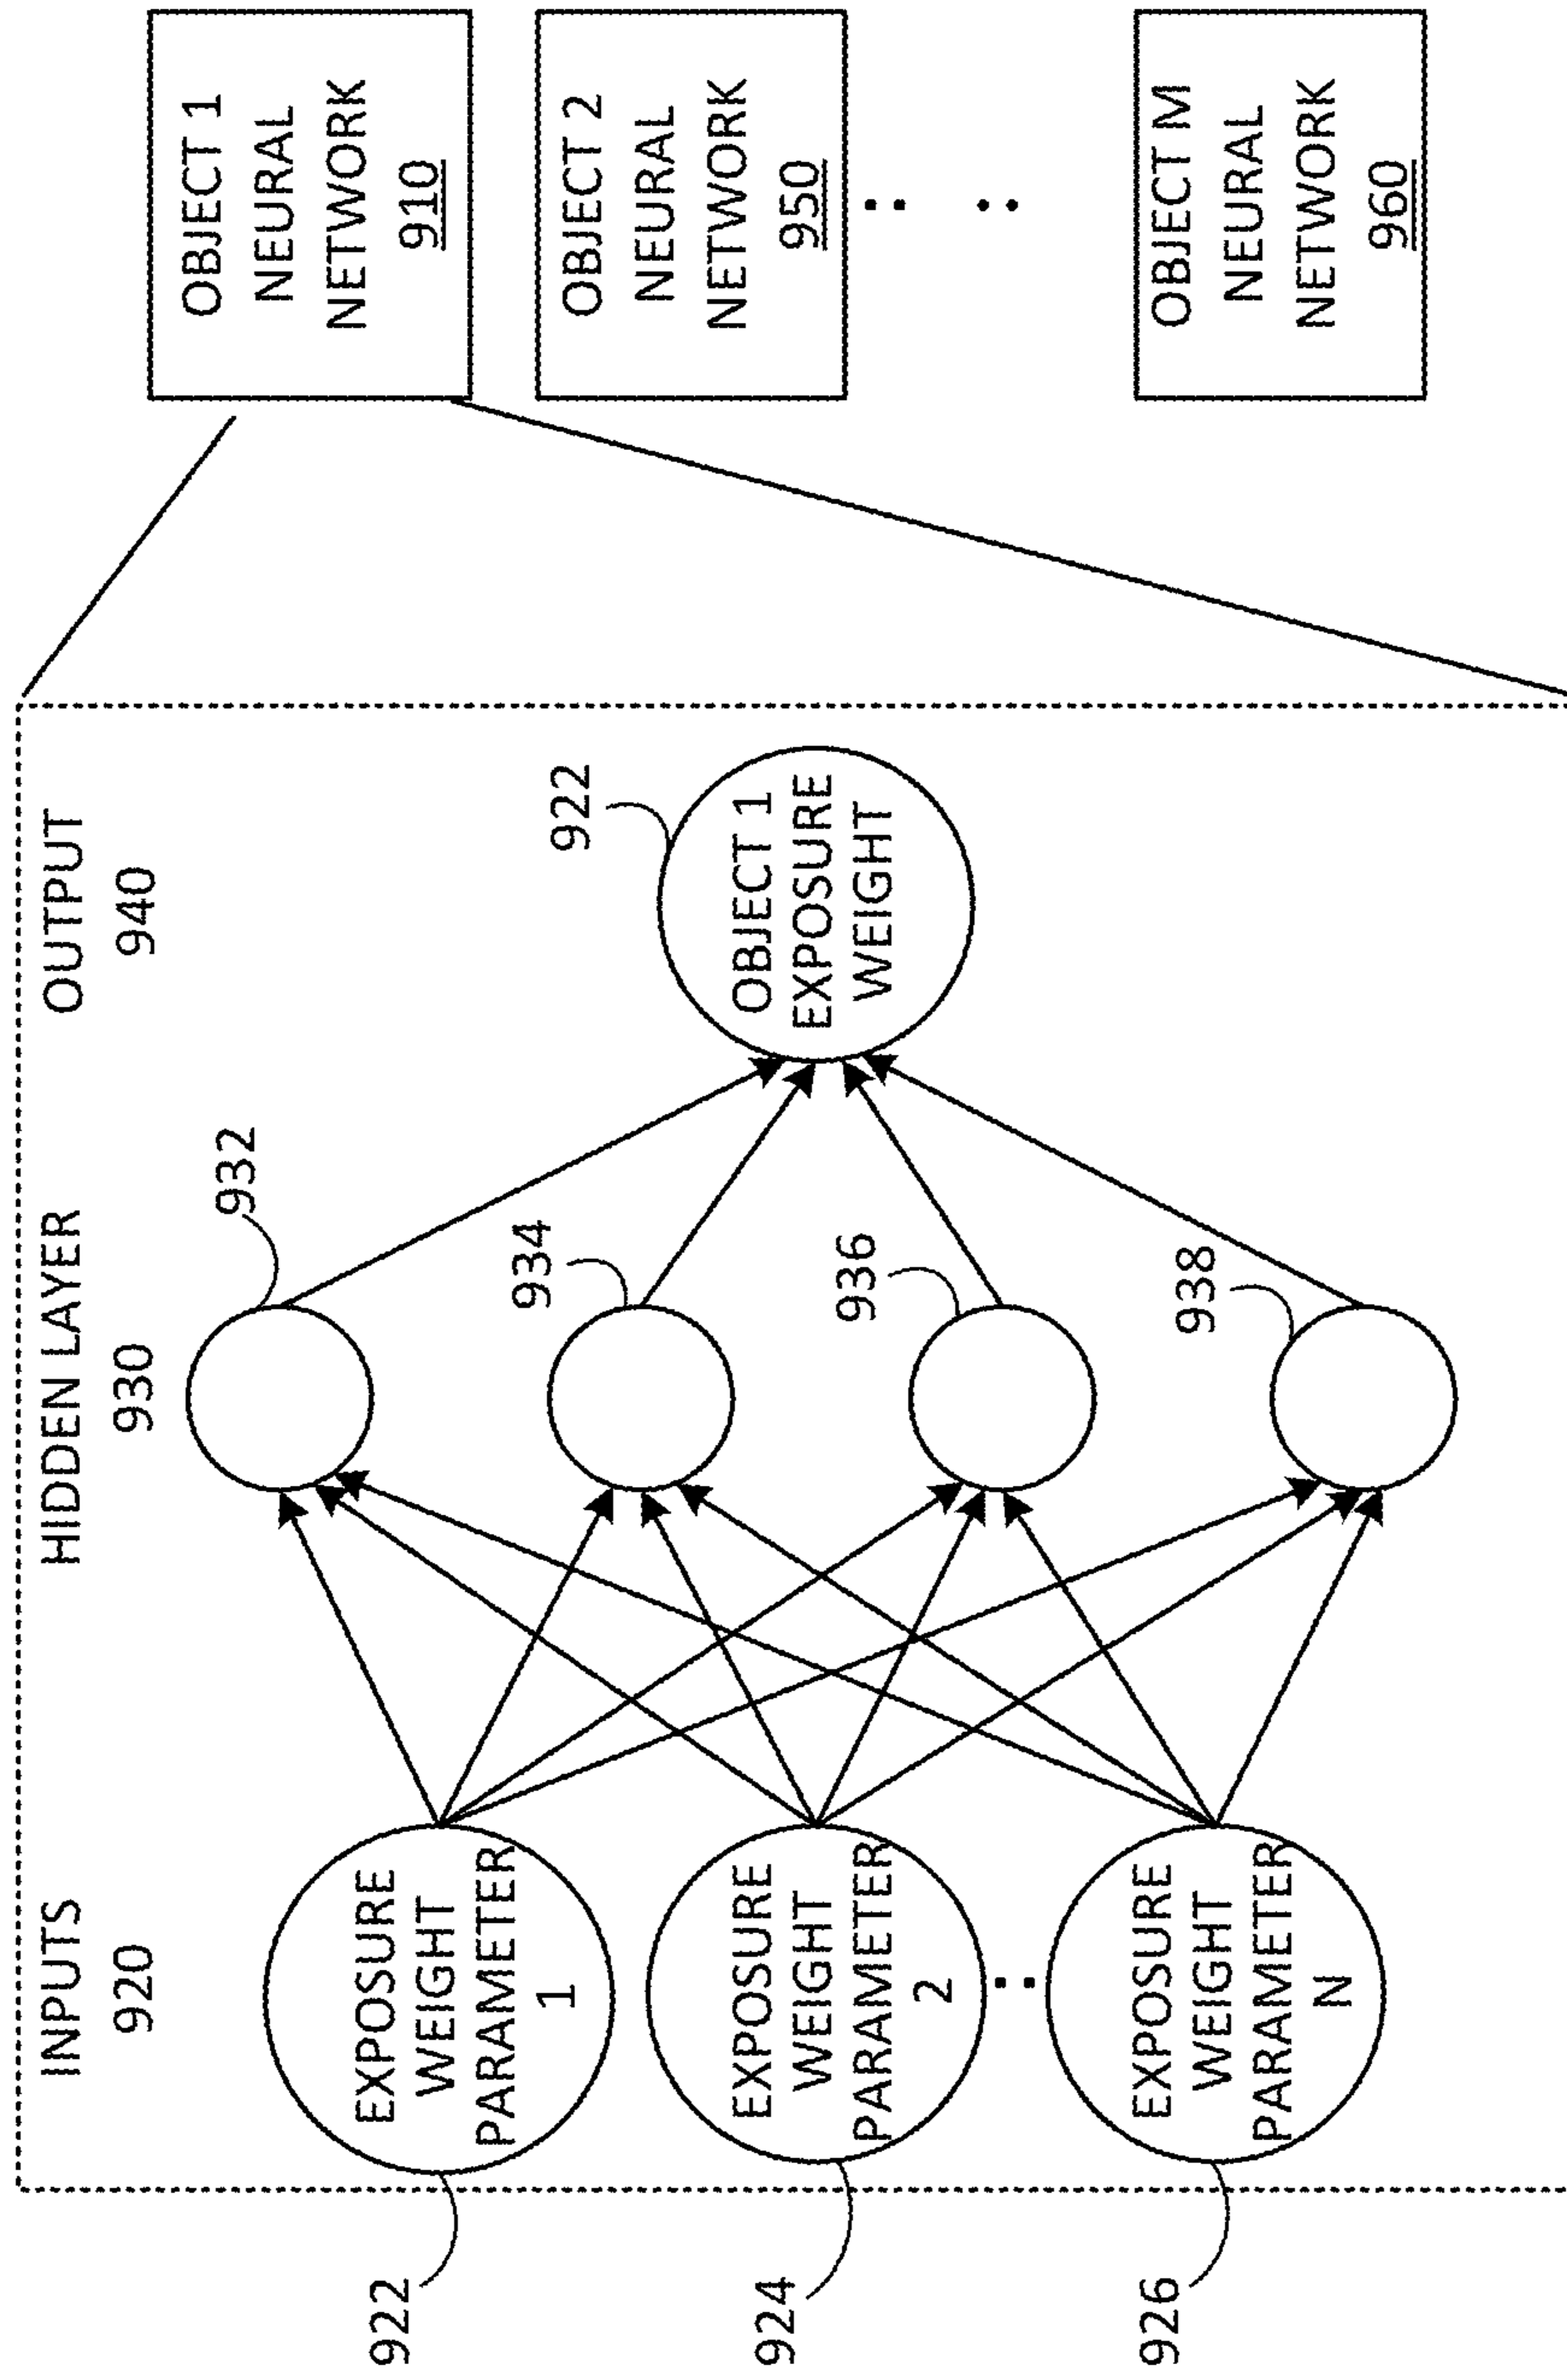 INPUTS
920
HIDDEN LAYER
930
OUTPUT
940
922
EXPOSURE
WEIGHT
PARAMETER
1
924
EXPOSURE
WEIGHT
PARAMETER
2
926
EXPOSURE
WEIGHT
PARAMETER
N
932
934
936
938
922
OBJECT 1
EXPOSURE
WEIGHT
OBJECT 1
NEURAL
NETWORK
910
OBJECT 2
NEURAL
NETWORK
950
OBJECT M
NEURAL
NETWORK
960